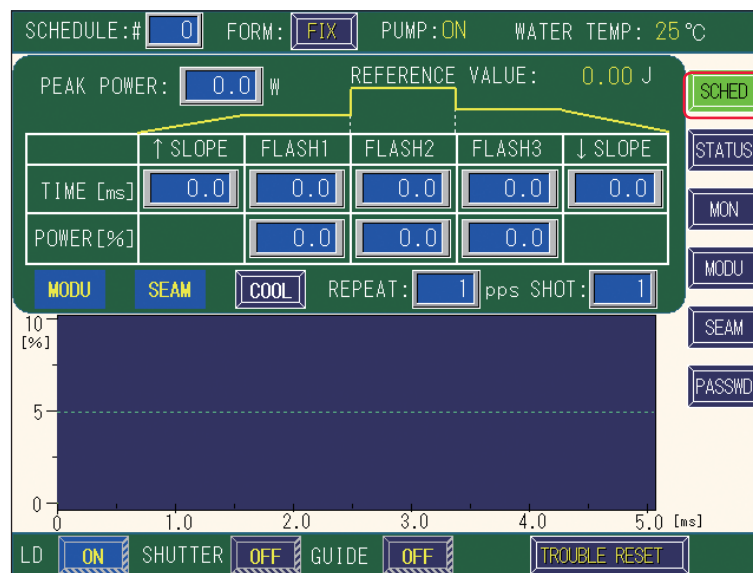 SCHEDULE:# 0 FORM: FIX PUMP:ON WATER TEMP: 25 °C
PEAK POWER: 0.0 W REFERENCE VALUE: 0.00 J
SCHED
↑ SLOPE FLASH1 FLASH2 FLASH3 ↓ SLOPE
STATUS
TIME [ms] 0.0 0.0 0.0 0.0 0.0
MON
POWER[%] 0.0 0.0 0.0
MODU
MODU SEAM COOL REPEAT: 1 pps SHOT: 1
SEAM
PASSWD
10
[%]
5
0
0 1.0 2.0 3.0 4.0 5.0 [ms]
LD ON SHUTTER OFF GUIDE OFF TROUBLE RESET